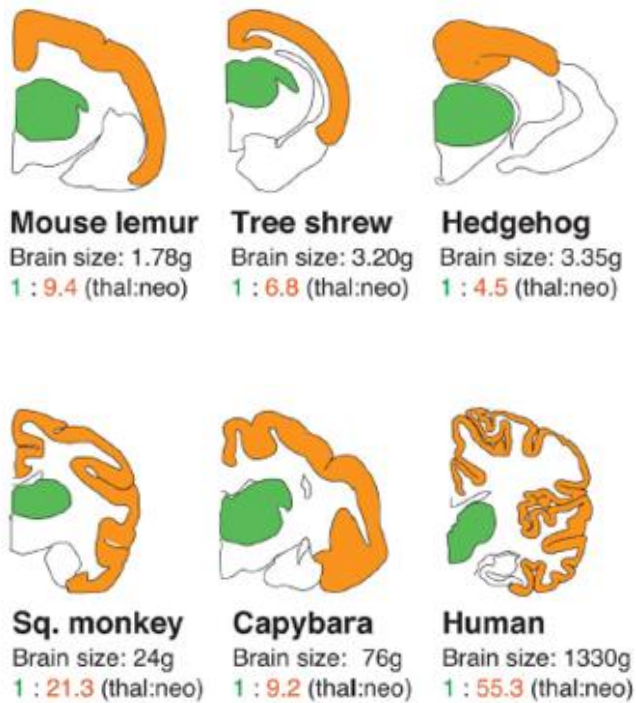 Mouse lemur
Brain size: 1.78g
1 : 9.4 (thal:neo)
Tree shrew
Brain size: 3.20g
1 : 6.8 (thal:neo)
Hedgehog
Brain size: 3.35g
1 : 4.5 (thal:neo)
Sq. monkey
Brain size: 24g
1 : 21.3 (thal:neo)
Capybara
Brain size: 76g
1 : 9.2 (thal:neo)
Human
Brain size: 1330g
1 : 55.3 (thal:neo)